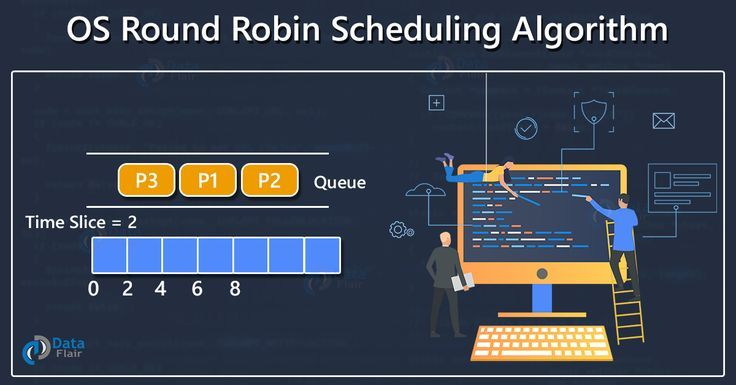 OS Round Robin Scheduling Algorithm
P3 P1 P2 Queue
Time Slice = 2
0 2 4 6 8
Data
Flair